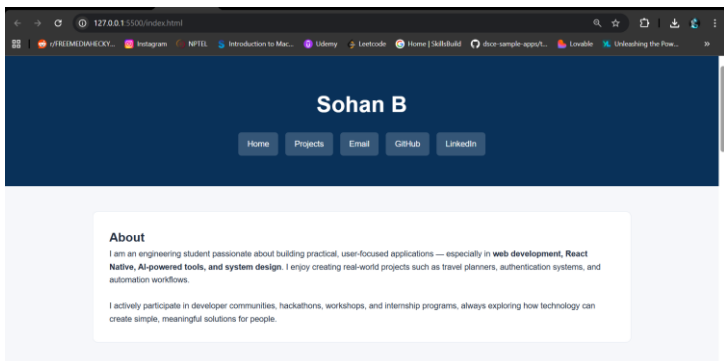 127.0.0.1:5500/index.html
r/FREEMEDIAHECKY... Instagram NPTEL Introduction to Mac... Udemy Leetcode Home | SkillsBuild dsce-sample-apps/t... Lovable Unleashing the Pow... »
Sohan B
Home Projects Email GitHub LinkedIn
About
I am an engineering student passionate about building practical, user-focused applications — especially in web development, React
Native, AI-powered tools, and system design. I enjoy creating real-world projects such as travel planners, authentication systems, and
automation workflows.
I actively participate in developer communities, hackathons, workshops, and internship programs, always exploring how technology can
create simple, meaningful solutions for people.